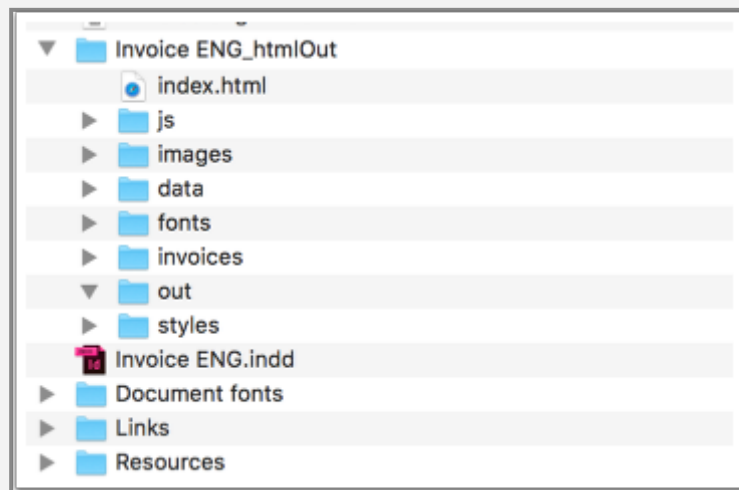 Invoice ENG_htmlOut
index.html
js
images
data
fonts
invoices
out
styles
Invoice ENG.indd
Document fonts
Links
Resources